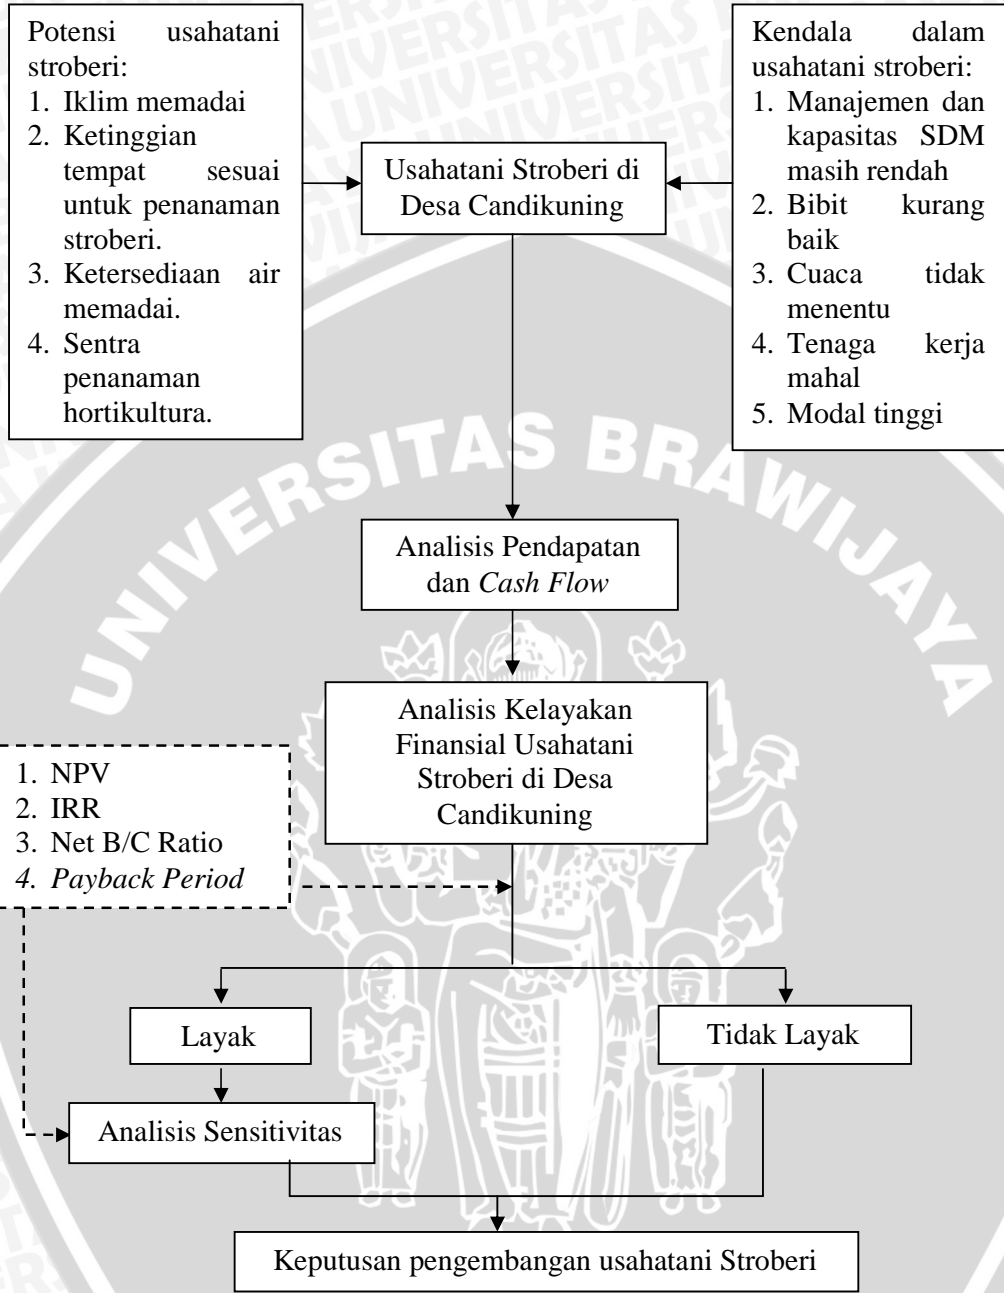 Potensi usahatani
stroberi:
1. Iklim memadai
2. Ketinggian
tempat sesuai
untuk penanaman
stroberi.
3. Ketersediaan air
memadai.
4. Sentra
penanaman
hortikultura.
Usahatani Stroberi di
Desa Candikuning
Kendala dalam
usahatani stroberi:
1. Manajemen dan
kapasitas SDM
masih rendah
2. Bibit kurang
baik
3. Cuaca tidak
menentu
4. Tenaga kerja
mahal
5. Modal tinggi
UNIVERSITAS BRAWIJAYA
Analisis Pendapatan
dan Cash Flow
Analisis Kelayakan
Finansial Usahatani
Stroberi di Desa
Candikuning
1. NPV
2. IRR
3. Net B/C Ratio
4. Payback Period
Layak
Tidak Layak
Analisis Sensitivitas
Keputusan pengembangan usahatani Stroberi